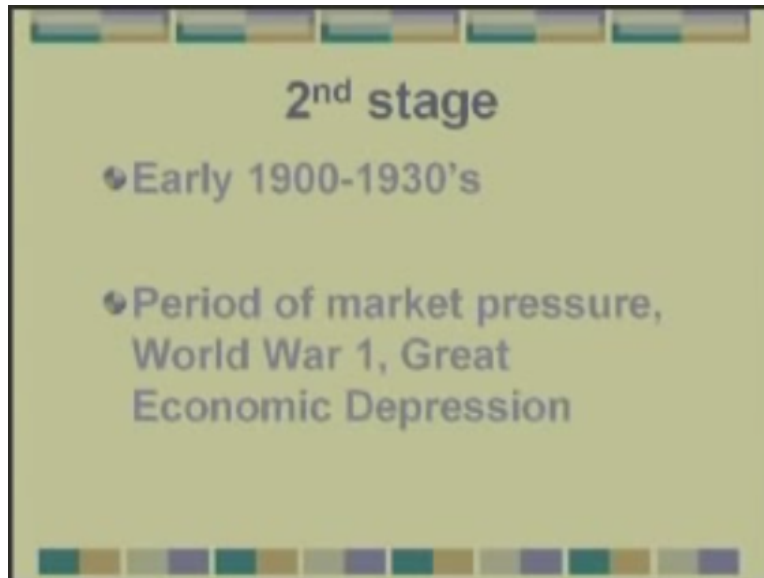 2nd stage
Early 1900-1930's
Period of market pressure,
World War 1, Great
Economic Depression